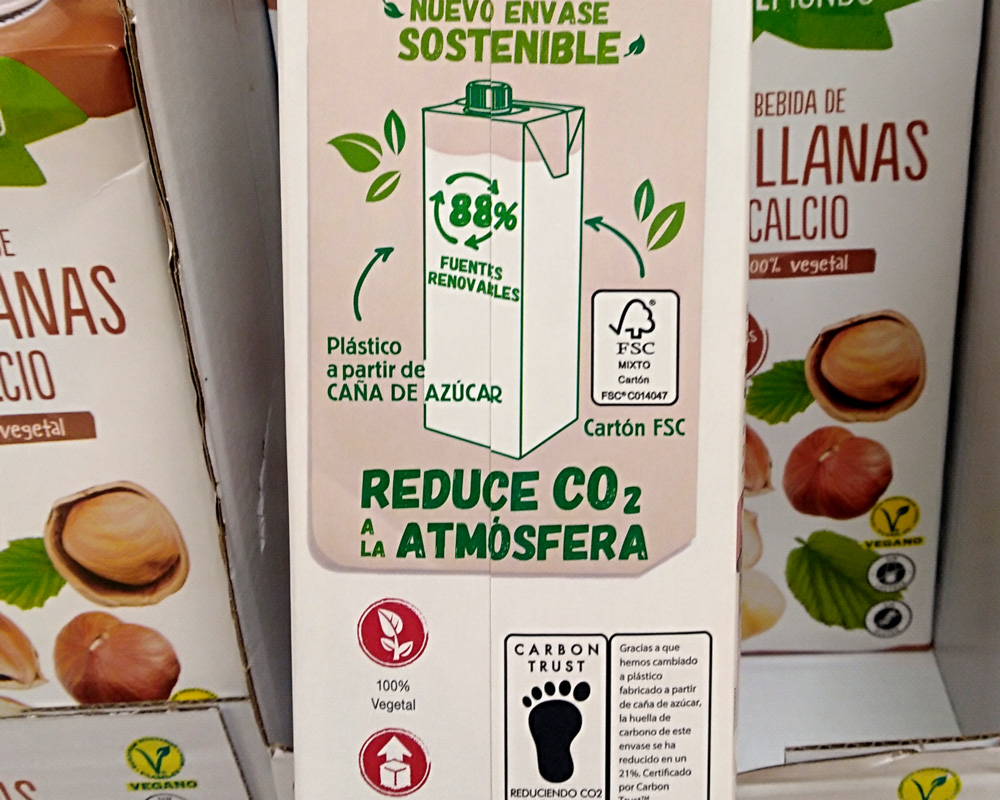 NUEVO ENVASE
SOSTENIBLE
88%
FUENTES
RENOVABLES
Plástico
a partir de
CAÑA DE AZÚCAR
FSC
MIXTO
Cartón
FSC® C014047
Cartón FSC
REDUCE CO2
A
LA ATMÓSFERA
100%
Vegetal
CARBON
TRUST
REDUCIENDO CO2
Gracias a que
hemos cambiado
a plástico
fabricado a partir
de caña de azúcar,
la huella de
carbono de este
envase se ha
reducido en un
21%. Certificado
por Carbon
Trust™
BEBIDA DE
LLANAS
CALCIO
00% vegetal
VEGANO
ANAS
CIO
vegetal
VEGANO